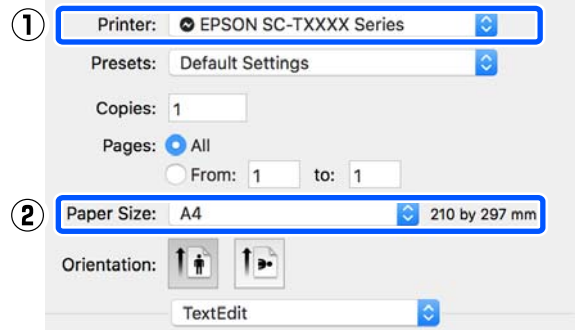 1 Printer: EPSON SC-TXXXX Series
Presets: Default Settings
Copies: 1
Pages: All
From: 1 to: 1
2 Paper Size: A4 210 by 297 mm
Orientation:
TextEdit